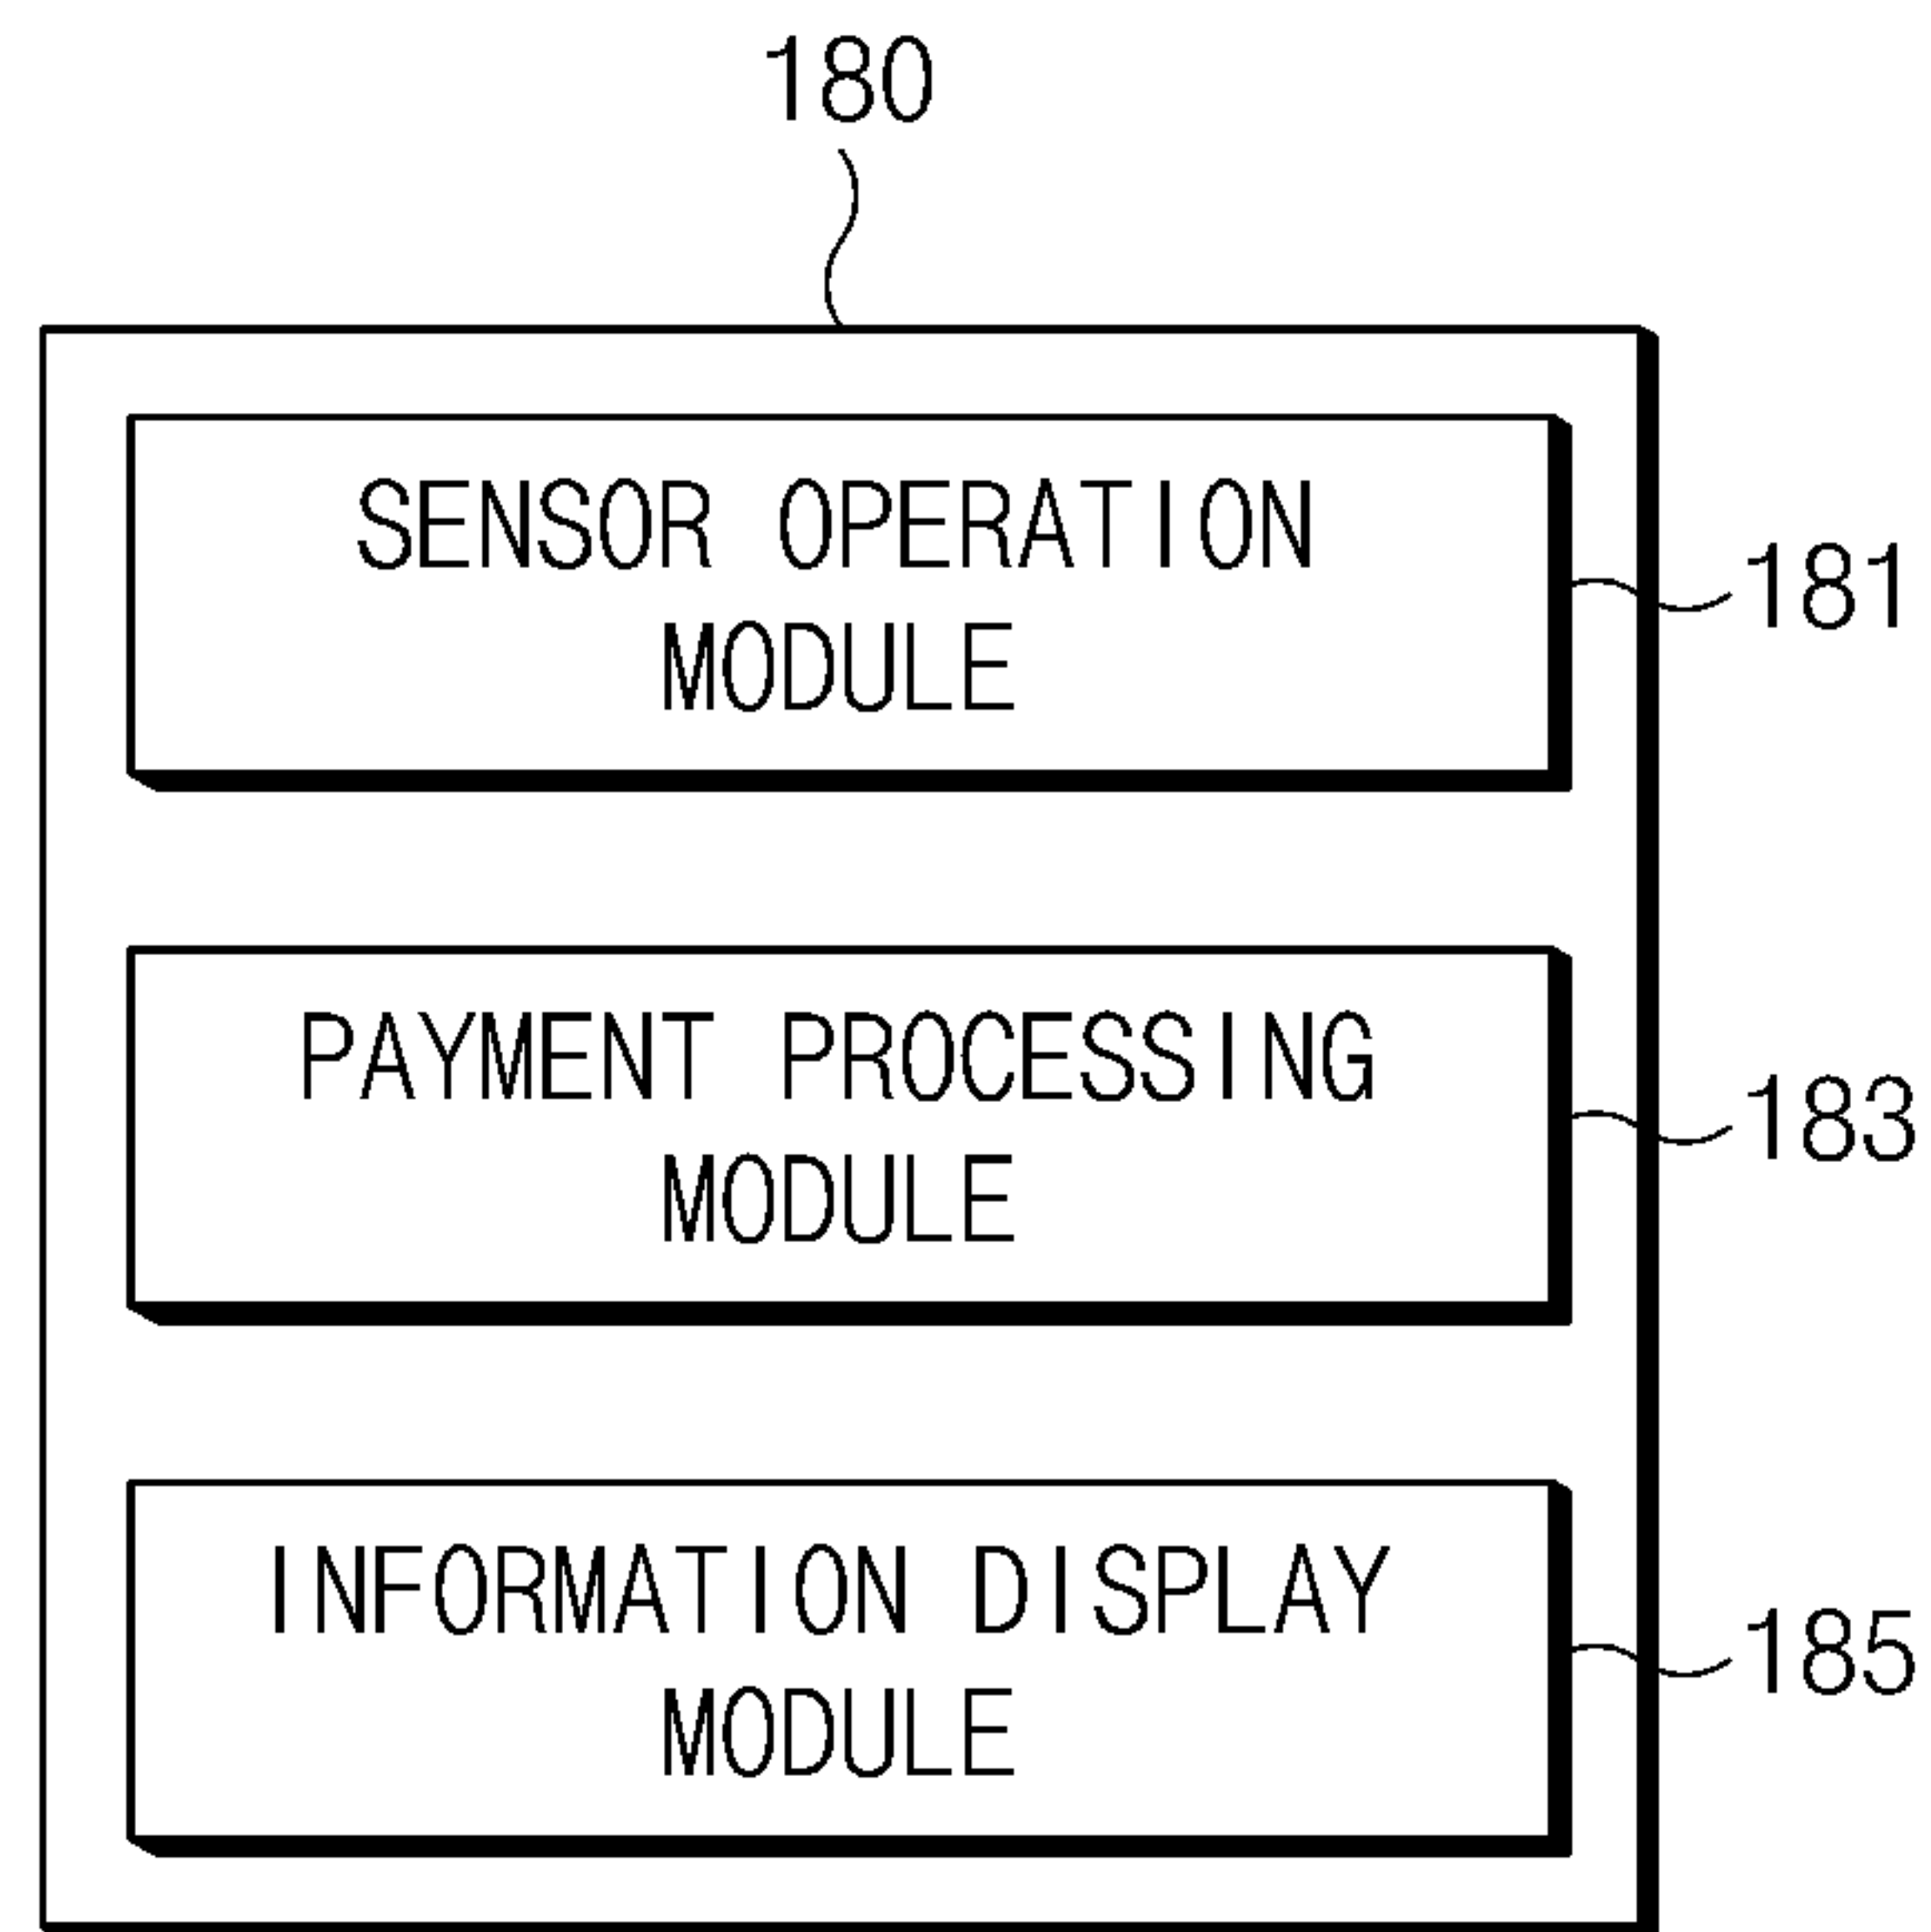 180
SENSOR OPERATION
MODULE
181
PAYMENT PROCESSING
MODULE
183
INFORMATION DISPLAY
MODULE
185